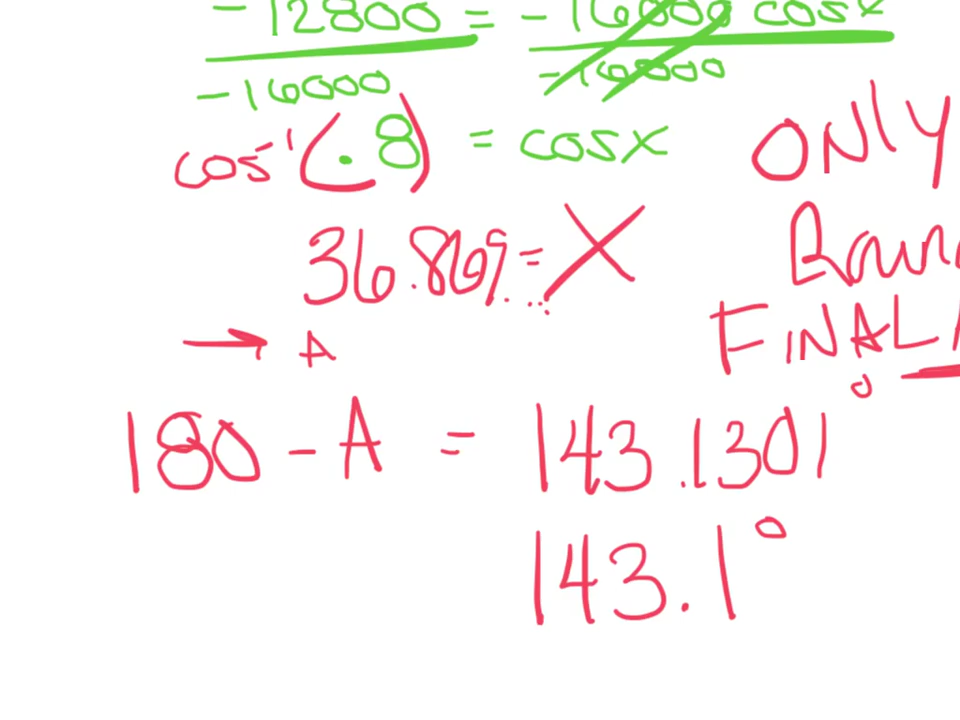 -12800 = -16000 cosx
-16000 -16000
cos⁻¹(.8) = cosx
ONLY
36.869... = X
FINAL
→ A
180 - A = 143.1301°
143.1°